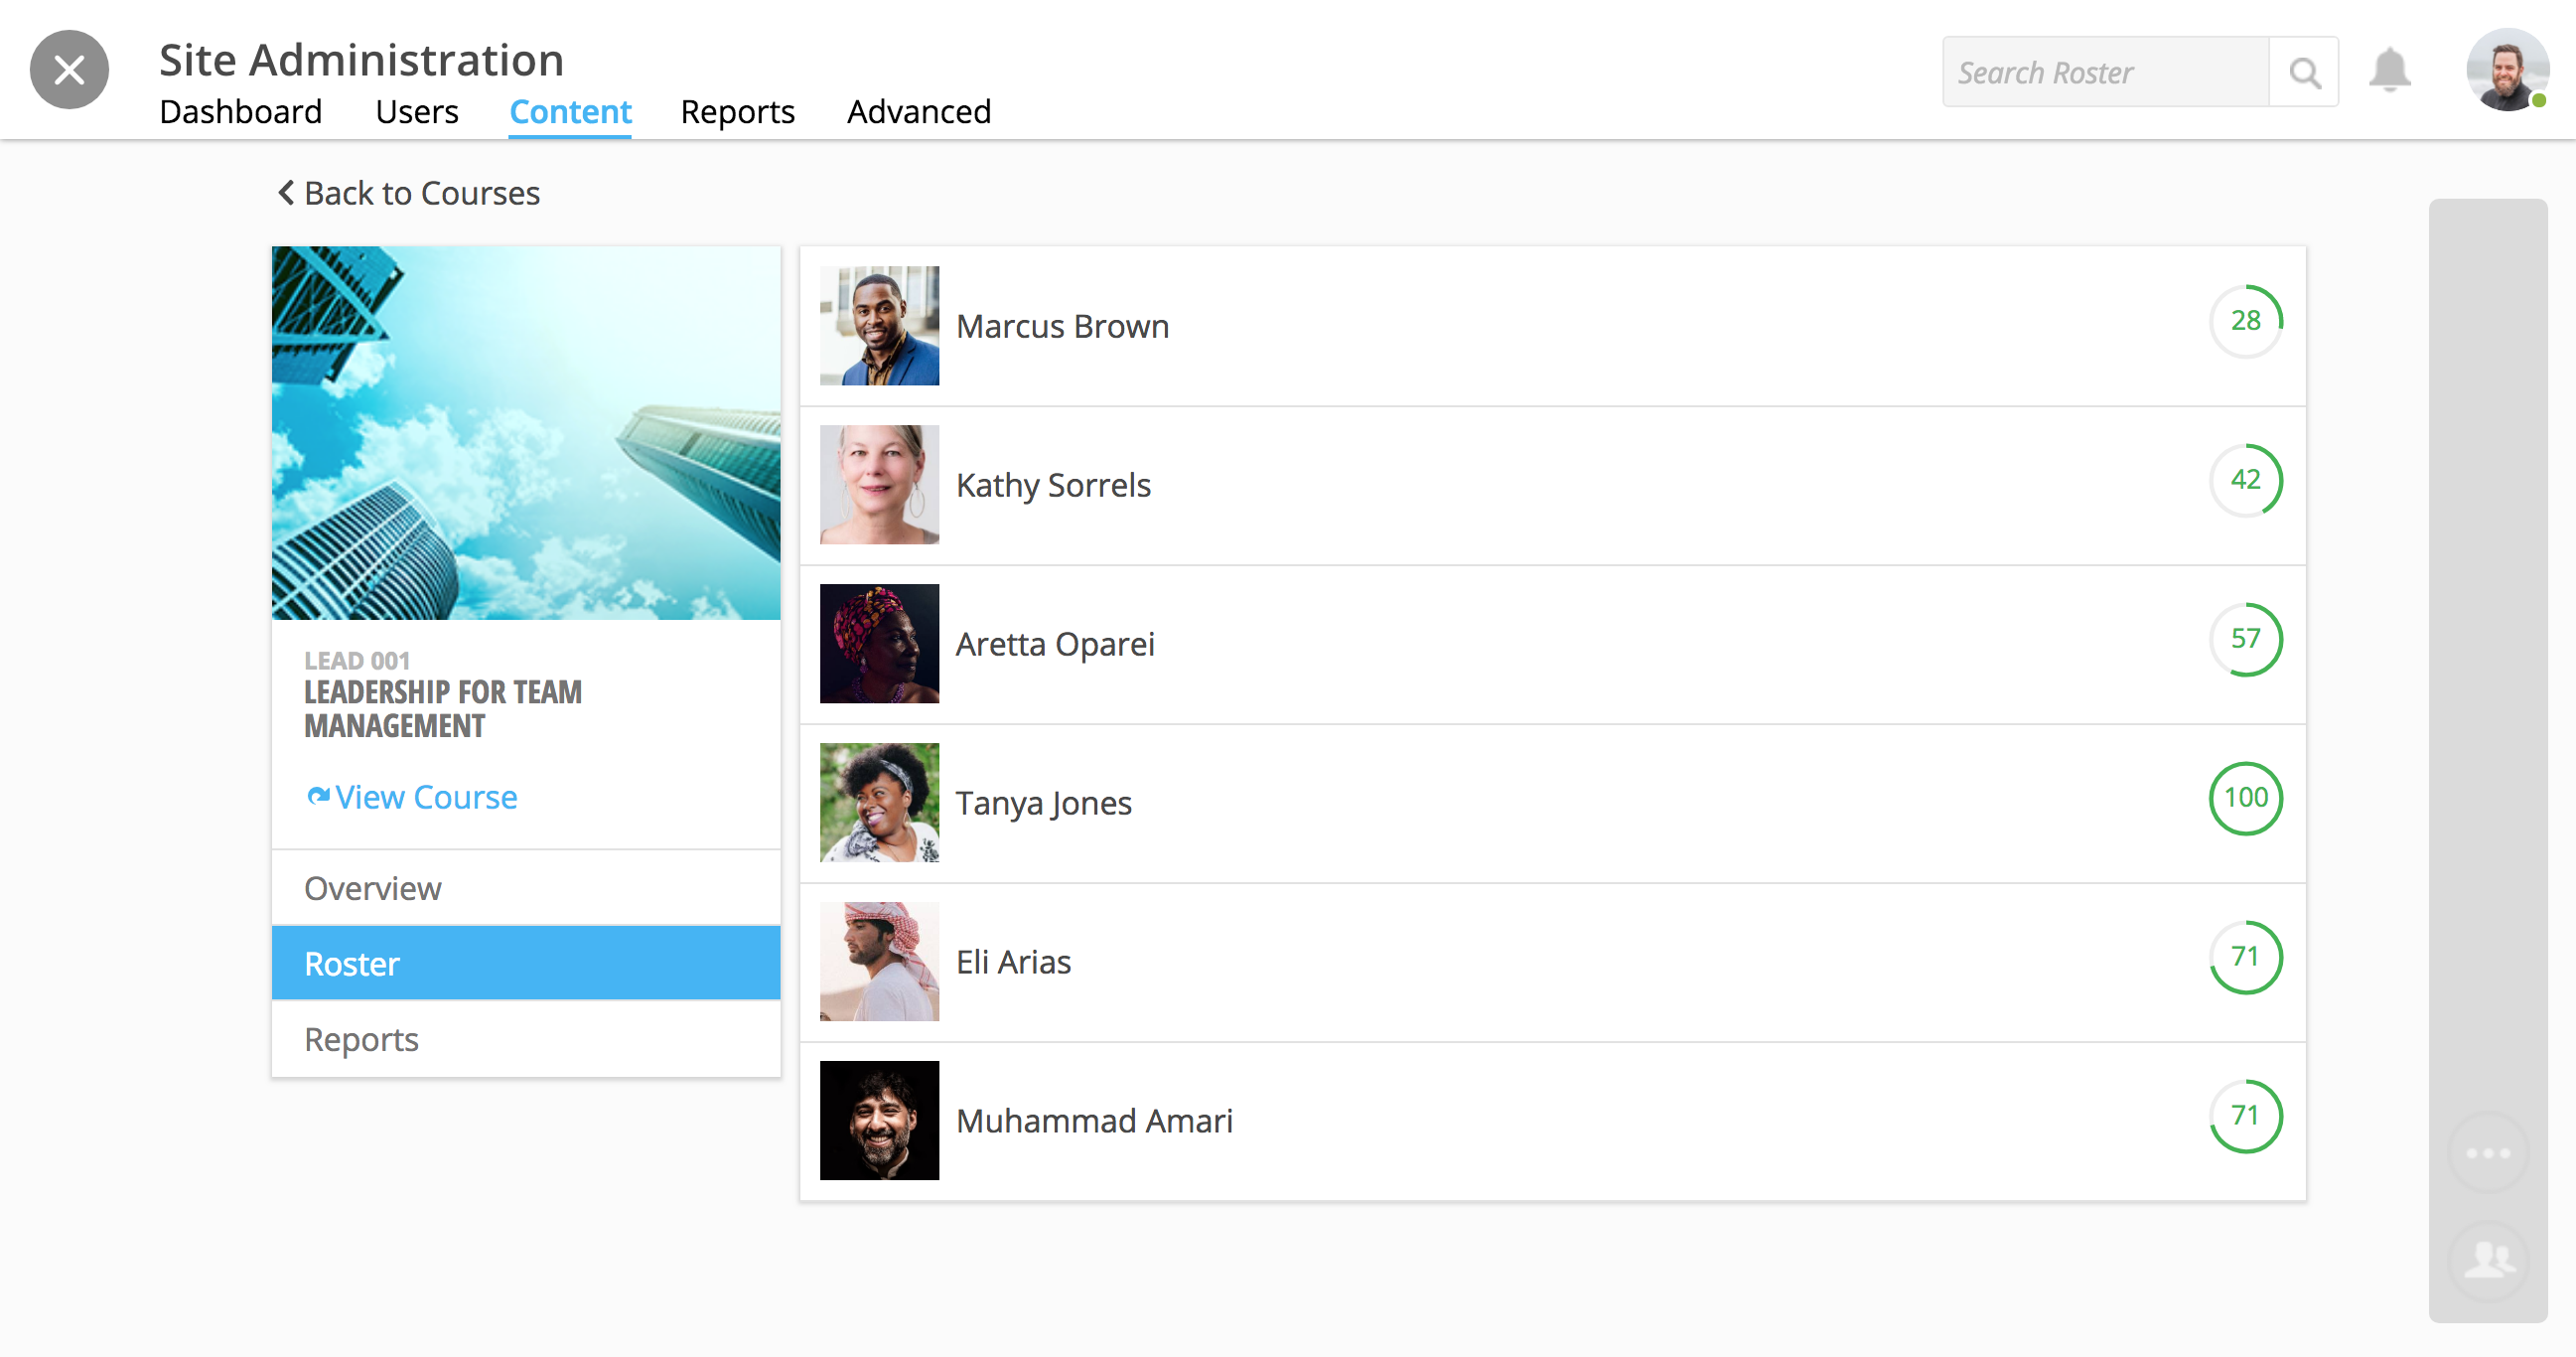 Site Administration
Dashboard Users Content Reports Advanced
Search Roster
Back to Courses
LEAD 001
LEADERSHIP FOR TEAM
MANAGEMENT
View Course
Overview
Roster
Reports
Marcus Brown 28
Kathy Sorrels 42
Aretta Oparei 57
Tanya Jones 100
Eli Arias 71
Muhammad Amari 71